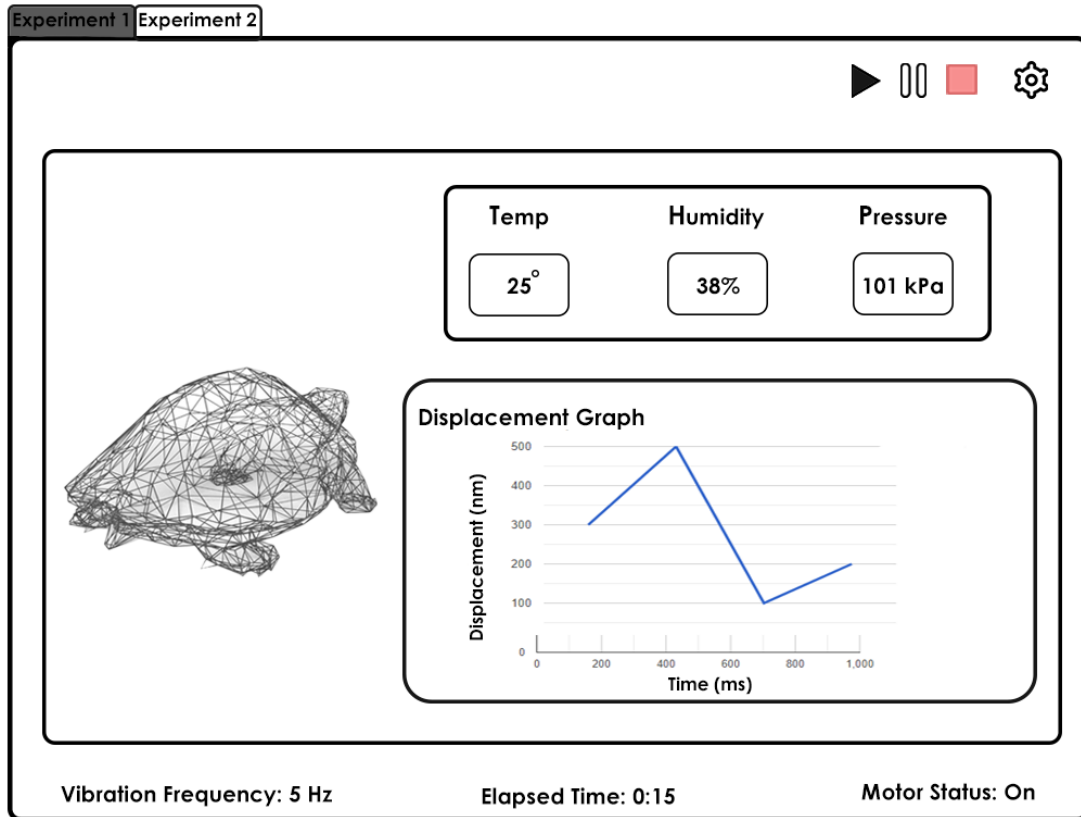 Experiment 1 Experiment 2
Temp Humidity Pressure
25° 38% 101 kPa
Displacement Graph
Displacement (nm)
500
400
300
200
100
0
0 200 400 600 800 1,000
Time (ms)
Vibration Frequency: 5 Hz Elapsed Time: 0:15 Motor Status: On